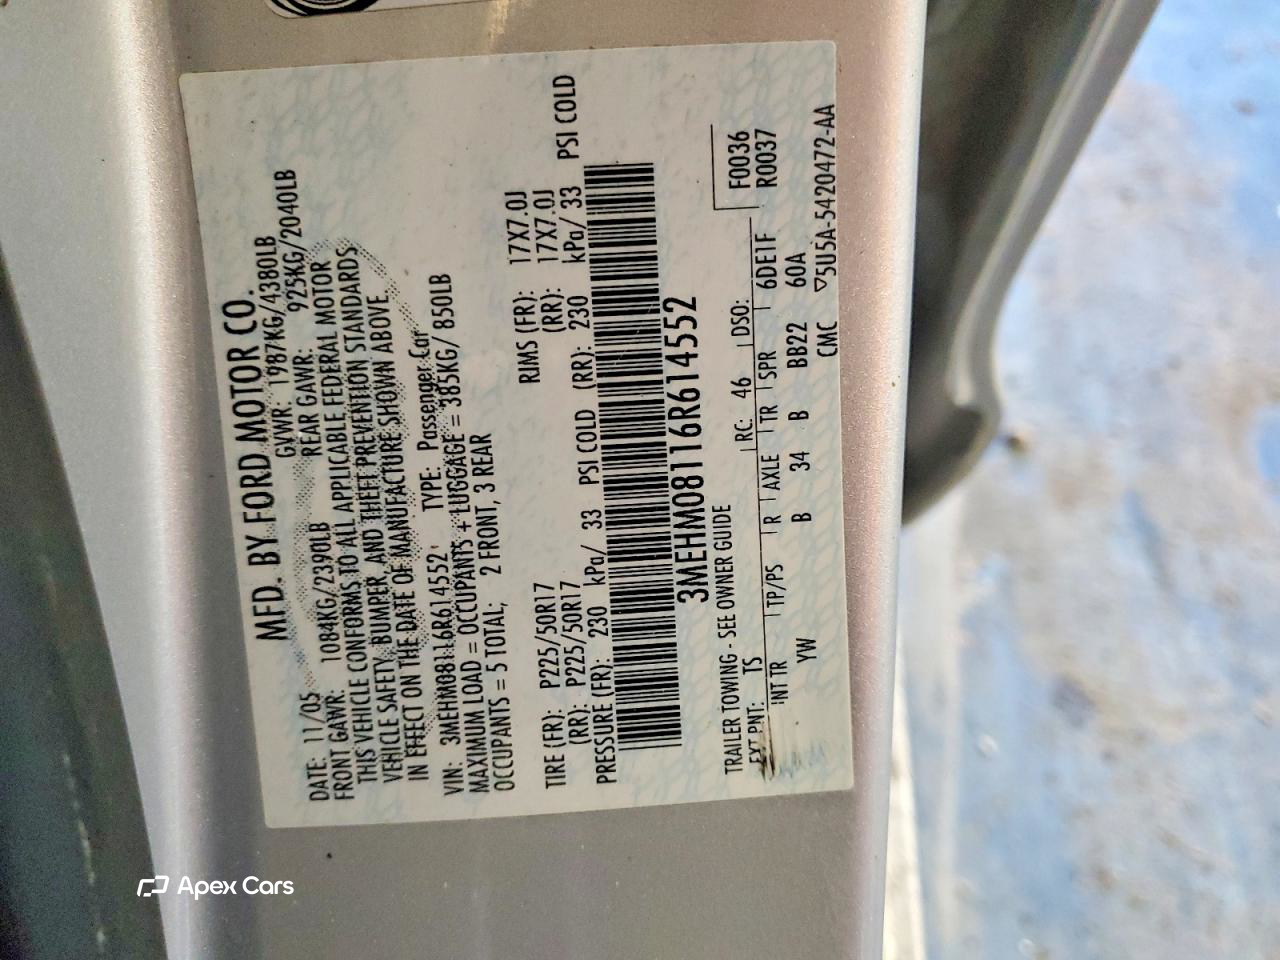 MFD. BY FORD MOTOR CO.
DATE: 11/05 GVWR: 1987KG/4380LB
FRONT GAWR: 1084KG/2390LB REAR GAWR: 925KG/2040LB
THIS VEHICLE CONFORMS TO ALL APPLICABLE FEDERAL MOTOR
VEHICLE SAFETY, BUMPER, AND THEFT PREVENTION STANDARDS
IN EFFECT ON THE DATE OF MANUFACTURE SHOWN ABOVE.
VIN: 3MEHM08116R614552 TYPE: Passenger Car
MAXIMUM LOAD = OCCUPANTS + LUGGAGE = 385KG/ 850LB
OCCUPANTS = 5 TOTAL; 2 FRONT, 3 REAR
TIRE (FR): P225/50R17 RIMS (FR): 17X7.0J
(RR): P225/50R17 (RR): 17X7.0J
PRESSURE (FR): 230 kPa/ 33 PSI COLD (RR): 230 kPa/ 33 PSI COLD
3MEHM08116R614552
TRAILER TOWING - SEE OWNER GUIDE
F0036
R0037
EXT PNT: TS RC: 46 DSO:
INT TR TP/PS R AXLE TR SPR 6DE1F
YW B 34 B BB22 60A
CMC ▽5U5A-5420472-AA
Apex Cars